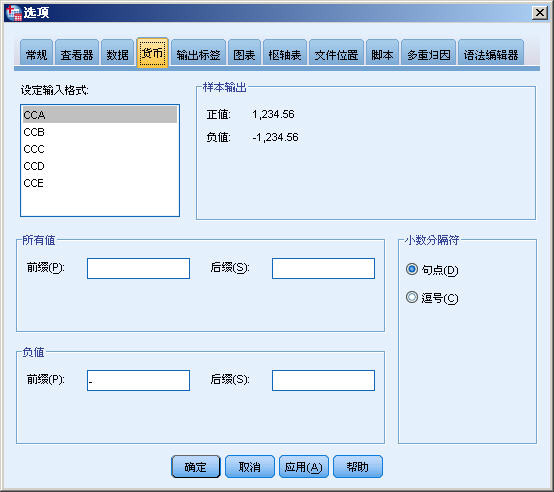 选项
常规 查看器 数据 货币 输出标签 图表 枢轴表 文件位置 脚本 多重归因 语法编辑器
设定输入格式:
CCA
CCB
CCC
CCD
CCE
样本输出
正值: 1,234.56
负值: -1,234.56
所有值
前缀(P): 后缀(S):
小数分隔符
句点(D)
逗号(C)
负值
前缀(P): - 后缀(S):
确定 取消 应用(A) 帮助